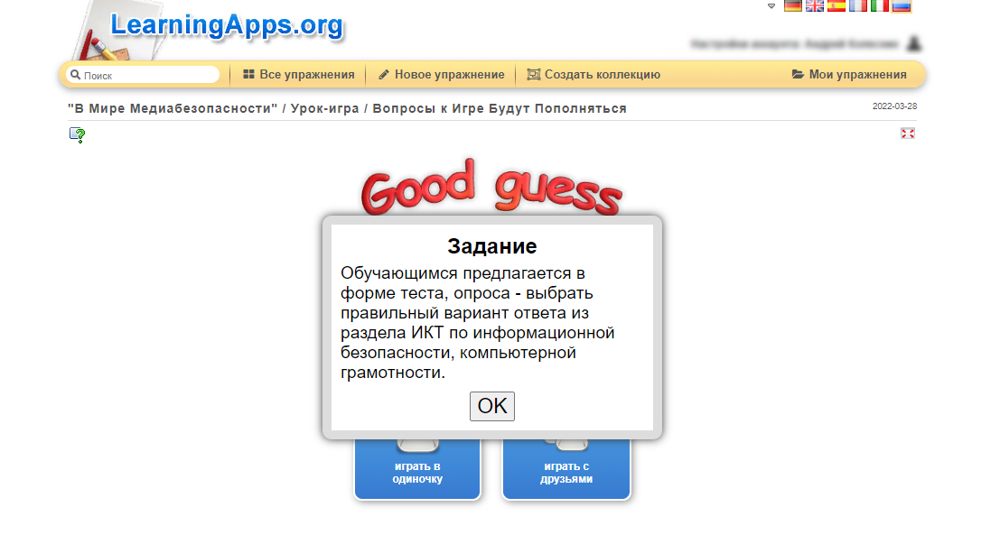 LearningApps.org
Поиск
Все упражнения
Новое упражнение
Создать коллекцию
Мои упражнения
"В Мире Медиабезопасности" / Урок-игра / Вопросы к Игре Будут Пополняться
2022-03-28
Good guess
Задание
Обучающимся предлагается в
форме теста, опроса - выбрать
правильный вариант ответа из
раздела ИКТ по информационной
безопасности, компьютерной
грамотности.
OK
играть в
одиночку
играть с
друзьями